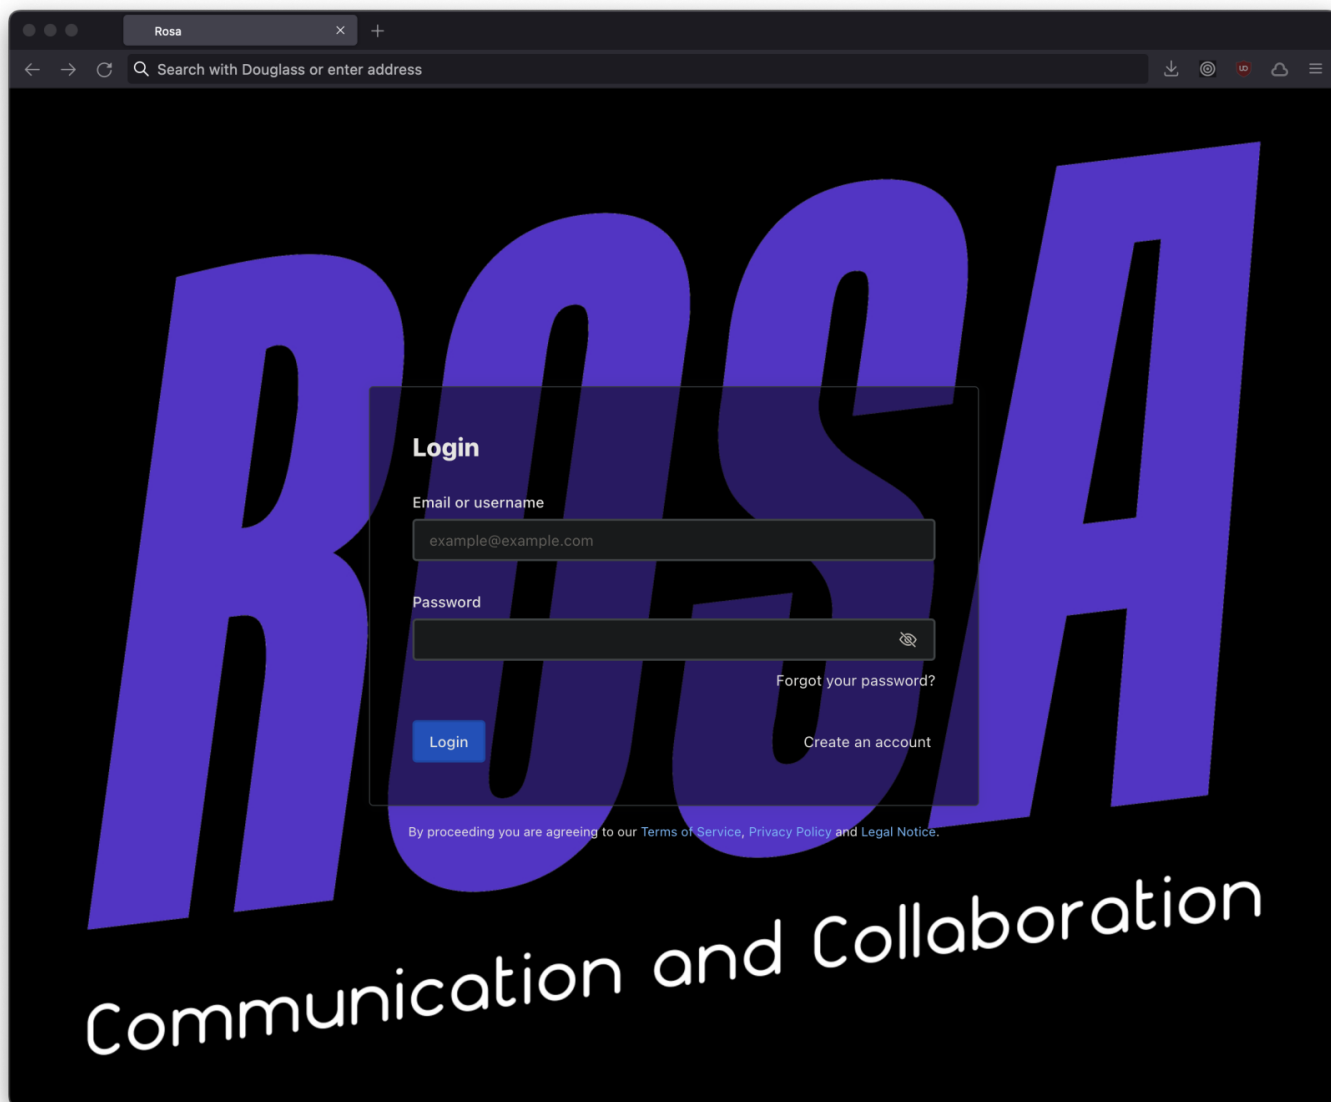 Rosa
Search with Douglass or enter address
ROSA
Login
Email or username
example@example.com
Password
Forgot your password?
Login
Create an account
By proceeding you are agreeing to our Terms of Service, Privacy Policy and Legal Notice.
Communication and Collaboration